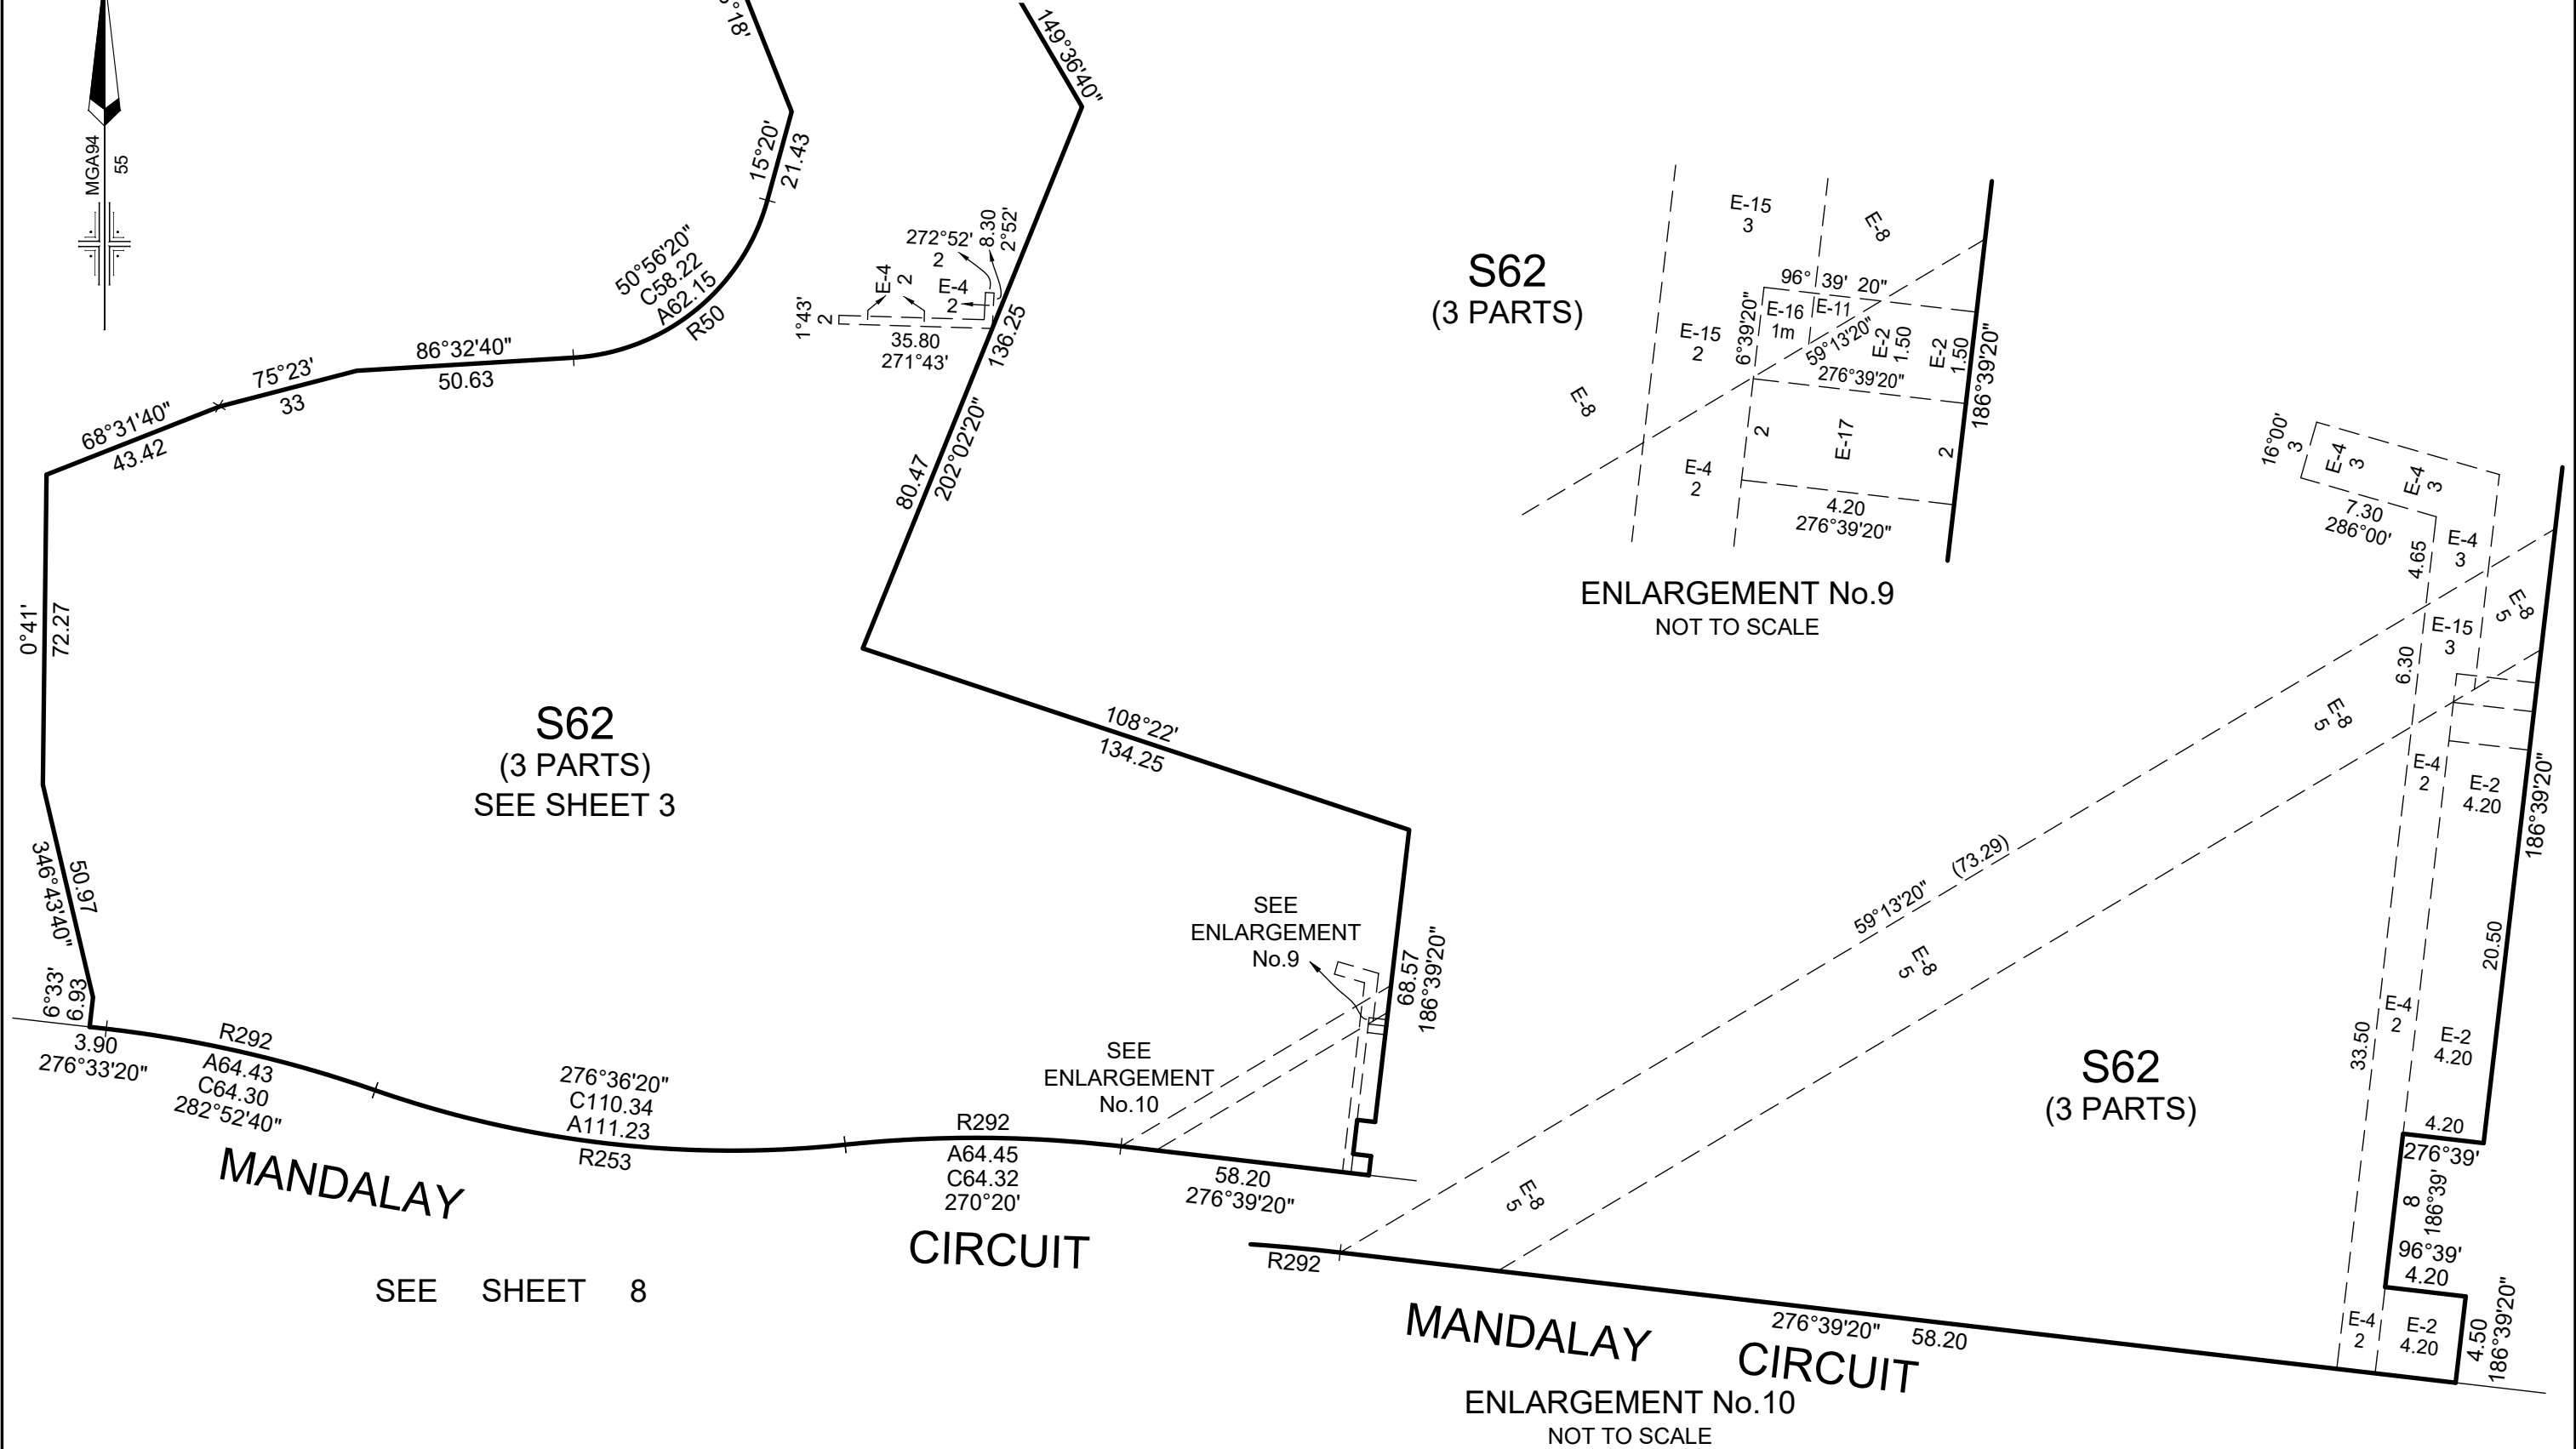 MGA94
55
149°36'40"
15°20'
21.43
50°56'20"
C58.22
A62.15
R50
86°32'40"
50.63
75°23'
33
68°31'40"
43.42
0°41'
72.27
346°43'40"
50.97
6°33'
6.93
3.90
276°33'20"
R292
A64.43
C64.30
282°52'40"
276°36'20"
C110.34
A111.23
R253
R292
A64.45
C64.32
270°20'
58.20
276°39'20"
MANDALAY
CIRCUIT
SEE SHEET 8
S62
(3 PARTS)
SEE SHEET 3
272°52'
2
8.30
2°52'
E-4
2
E-4
2
1°43'
2
35.80
271°43'
136.25
80.47
202°02'20"
108°22'
134.25
68.57
186°39'20"
SEE
ENLARGEMENT
No.9
SEE
ENLARGEMENT
No.10
S62
(3 PARTS)
E-15
3
E-8
96° 39' 20"
6°39'20"
E-16
1m
E-11
59°13'20"
E-2
1.50
E-2
1.50
186°39'20"
E-15
2
276°39'20"
E-8
2
E-17
2
E-4
2
4.20
276°39'20"
ENLARGEMENT No.9
NOT TO SCALE
16°00'
3
E-4
3
E-4
3
7.30
286°00'
4.65
E-4
3
E-8
5
E-15
3
6.30
E-8
5
E-4
2
E-2
4.20
186°39'20"
59°13'20"
(73.29)
E-8
5
20.50
E-4
2
E-2
4.20
33.50
S62
(3 PARTS)
4.20
276°39'
8
186°39'
96°39'
4.20
E-8
5
R292
E-4
2
E-2
4.20
4.50
186°39'20"
276°39'20"
58.20
MANDALAY
CIRCUIT
ENLARGEMENT No.10
NOT TO SCALE